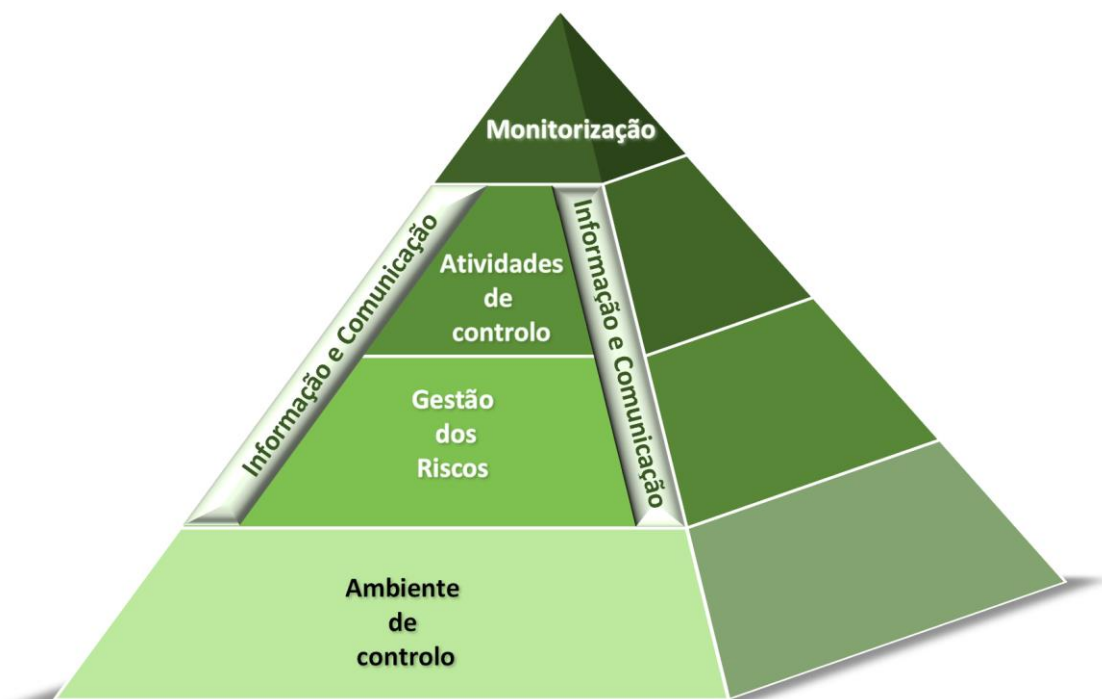 Monitorização
Informação e Comunicação
Atividades
de
controlo
Informação e Comunicação
Gestão
dos
Riscos
Ambiente
de
controlo